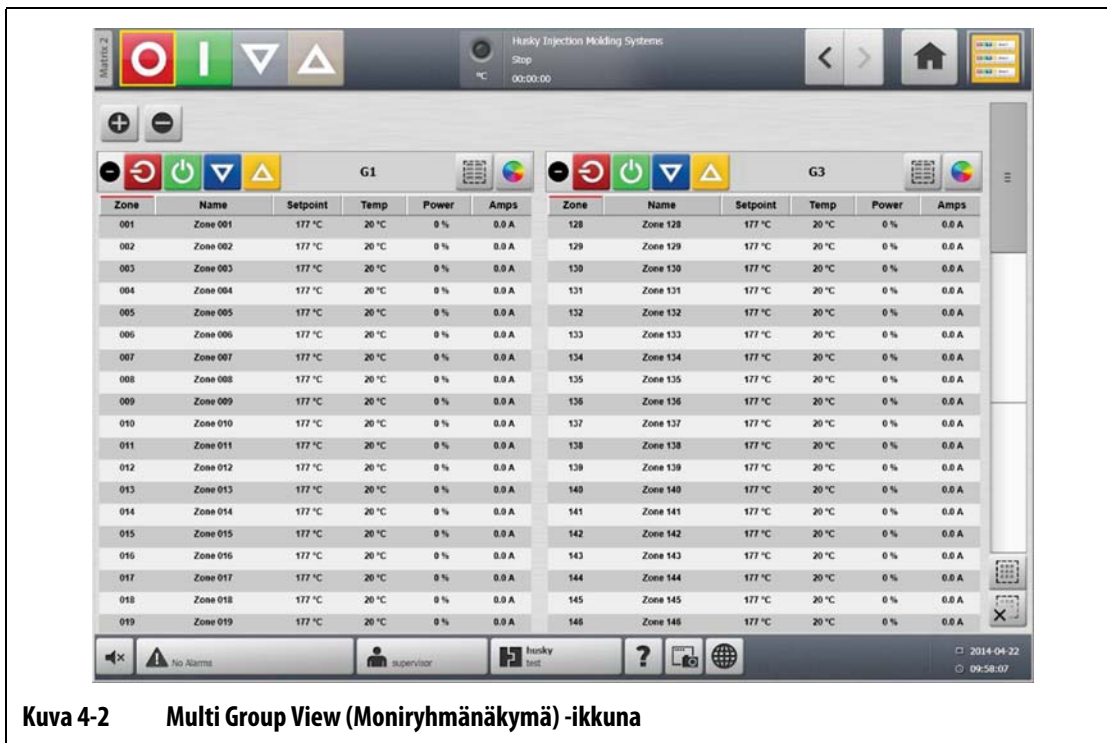 Matrix 2
Husky Injection Molding Systems
Stop
°C 00:00:00
G1
Zone Name Setpoint Temp Power Amps
001 Zone 001 177 °C 20 °C 0 % 0.0 A
002 Zone 002 177 °C 20 °C 0 % 0.0 A
003 Zone 003 177 °C 20 °C 0 % 0.0 A
004 Zone 004 177 °C 20 °C 0 % 0.0 A
005 Zone 005 177 °C 20 °C 0 % 0.0 A
006 Zone 006 177 °C 20 °C 0 % 0.0 A
007 Zone 007 177 °C 20 °C 0 % 0.0 A
008 Zone 008 177 °C 20 °C 0 % 0.0 A
009 Zone 009 177 °C 20 °C 0 % 0.0 A
010 Zone 010 177 °C 20 °C 0 % 0.0 A
011 Zone 011 177 °C 20 °C 0 % 0.0 A
012 Zone 012 177 °C 20 °C 0 % 0.0 A
013 Zone 013 177 °C 20 °C 0 % 0.0 A
014 Zone 014 177 °C 20 °C 0 % 0.0 A
015 Zone 015 177 °C 20 °C 0 % 0.0 A
016 Zone 016 177 °C 20 °C 0 % 0.0 A
017 Zone 017 177 °C 20 °C 0 % 0.0 A
018 Zone 018 177 °C 20 °C 0 % 0.0 A
019 Zone 019 177 °C 20 °C 0 % 0.0 A
G3
Zone Name Setpoint Temp Power Amps
128 Zone 128 177 °C 20 °C 0 % 0.0 A
129 Zone 129 177 °C 20 °C 0 % 0.0 A
130 Zone 130 177 °C 20 °C 0 % 0.0 A
131 Zone 131 177 °C 20 °C 0 % 0.0 A
132 Zone 132 177 °C 20 °C 0 % 0.0 A
133 Zone 133 177 °C 20 °C 0 % 0.0 A
134 Zone 134 177 °C 20 °C 0 % 0.0 A
135 Zone 135 177 °C 20 °C 0 % 0.0 A
136 Zone 136 177 °C 20 °C 0 % 0.0 A
137 Zone 137 177 °C 20 °C 0 % 0.0 A
138 Zone 138 177 °C 20 °C 0 % 0.0 A
139 Zone 139 177 °C 20 °C 0 % 0.0 A
140 Zone 140 177 °C 20 °C 0 % 0.0 A
141 Zone 141 177 °C 20 °C 0 % 0.0 A
142 Zone 142 177 °C 20 °C 0 % 0.0 A
143 Zone 143 177 °C 20 °C 0 % 0.0 A
144 Zone 144 177 °C 20 °C 0 % 0.0 A
145 Zone 145 177 °C 20 °C 0 % 0.0 A
146 Zone 146 177 °C 20 °C 0 % 0.0 A
No Alarms
supervisor
husky
test
?
2014-04-22
09:58:07
Kuva 4-2 Multi Group View (Moniryhmänäkymä) -ikkuna